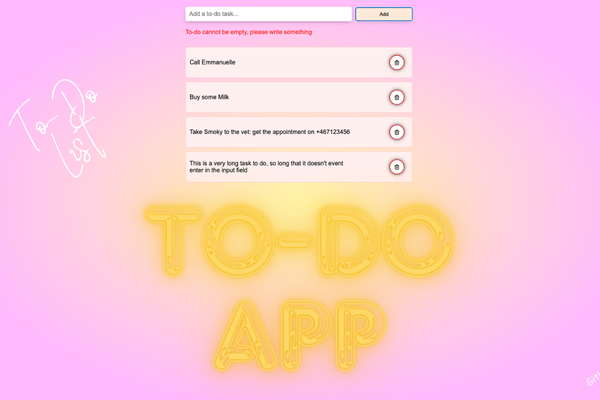 Add a to-do task...
Add
To-do cannot be empty, please write something
Call Emmanuelle
Buy some Milk
Take Smoky to the vet: get the appointment on +467123456
This is a very long task to do, so long that it doesn't event
enter in the input field
To-Do
List
TO-DO
APP